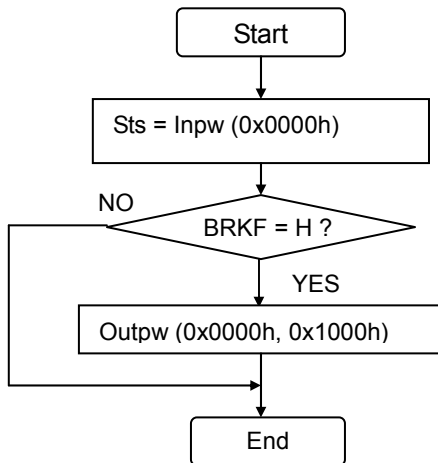 Start
Sts = Inpw (0x0000h)
NO
BRKF = H ?
YES
Outpw (0x0000h, 0x1000h)
End